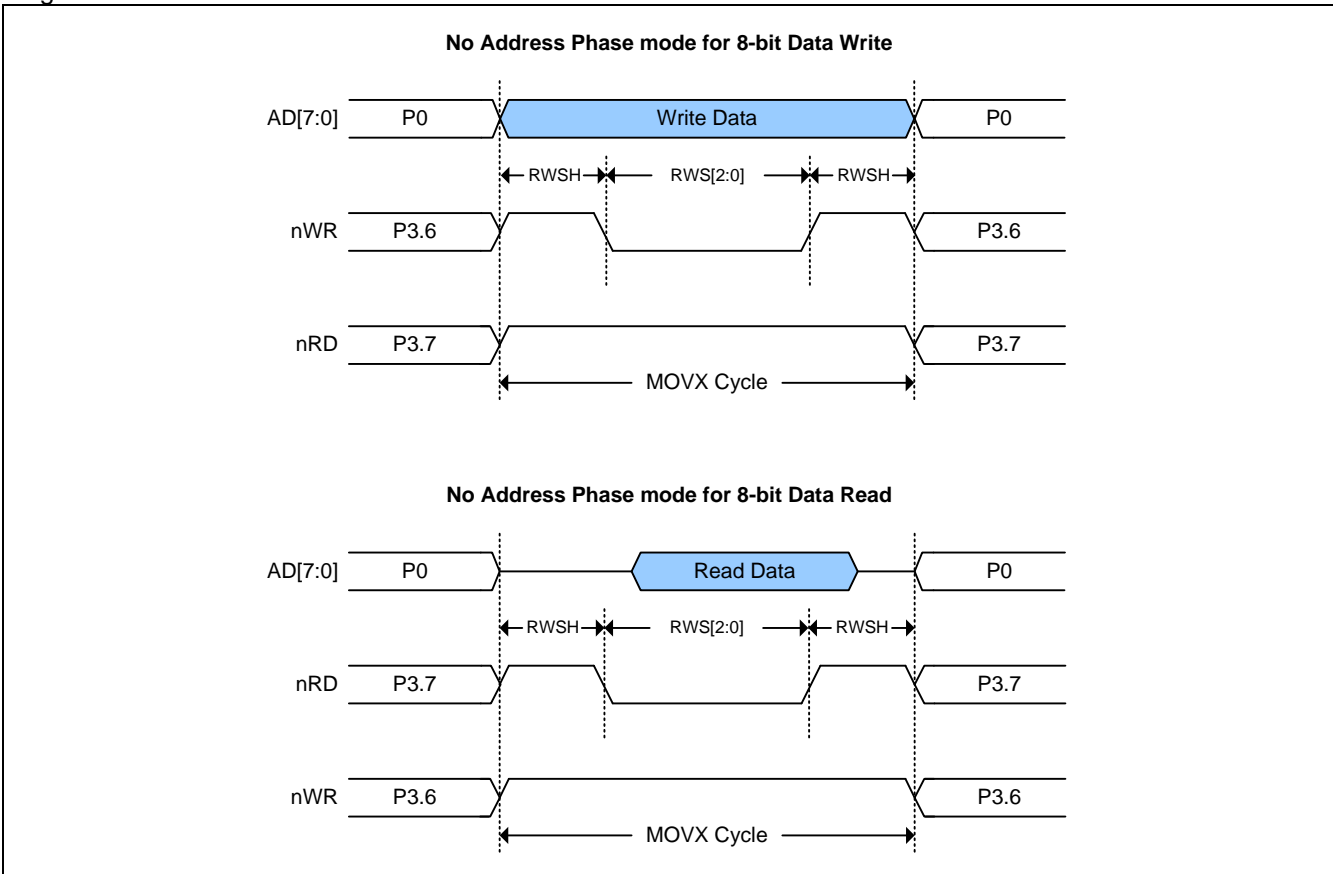 No Address Phase mode for 8-bit Data Write
AD[7:0] P0 Write Data P0
RWSH RWS[2:0] RWSH
nWR P3.6 P3.6
nRD P3.7 P3.7
MOVX Cycle
No Address Phase mode for 8-bit Data Read
AD[7:0] P0 Read Data P0
RWSH RWS[2:0] RWSH
nRD P3.7 P3.7
nWR P3.6 P3.6
MOVX Cycle